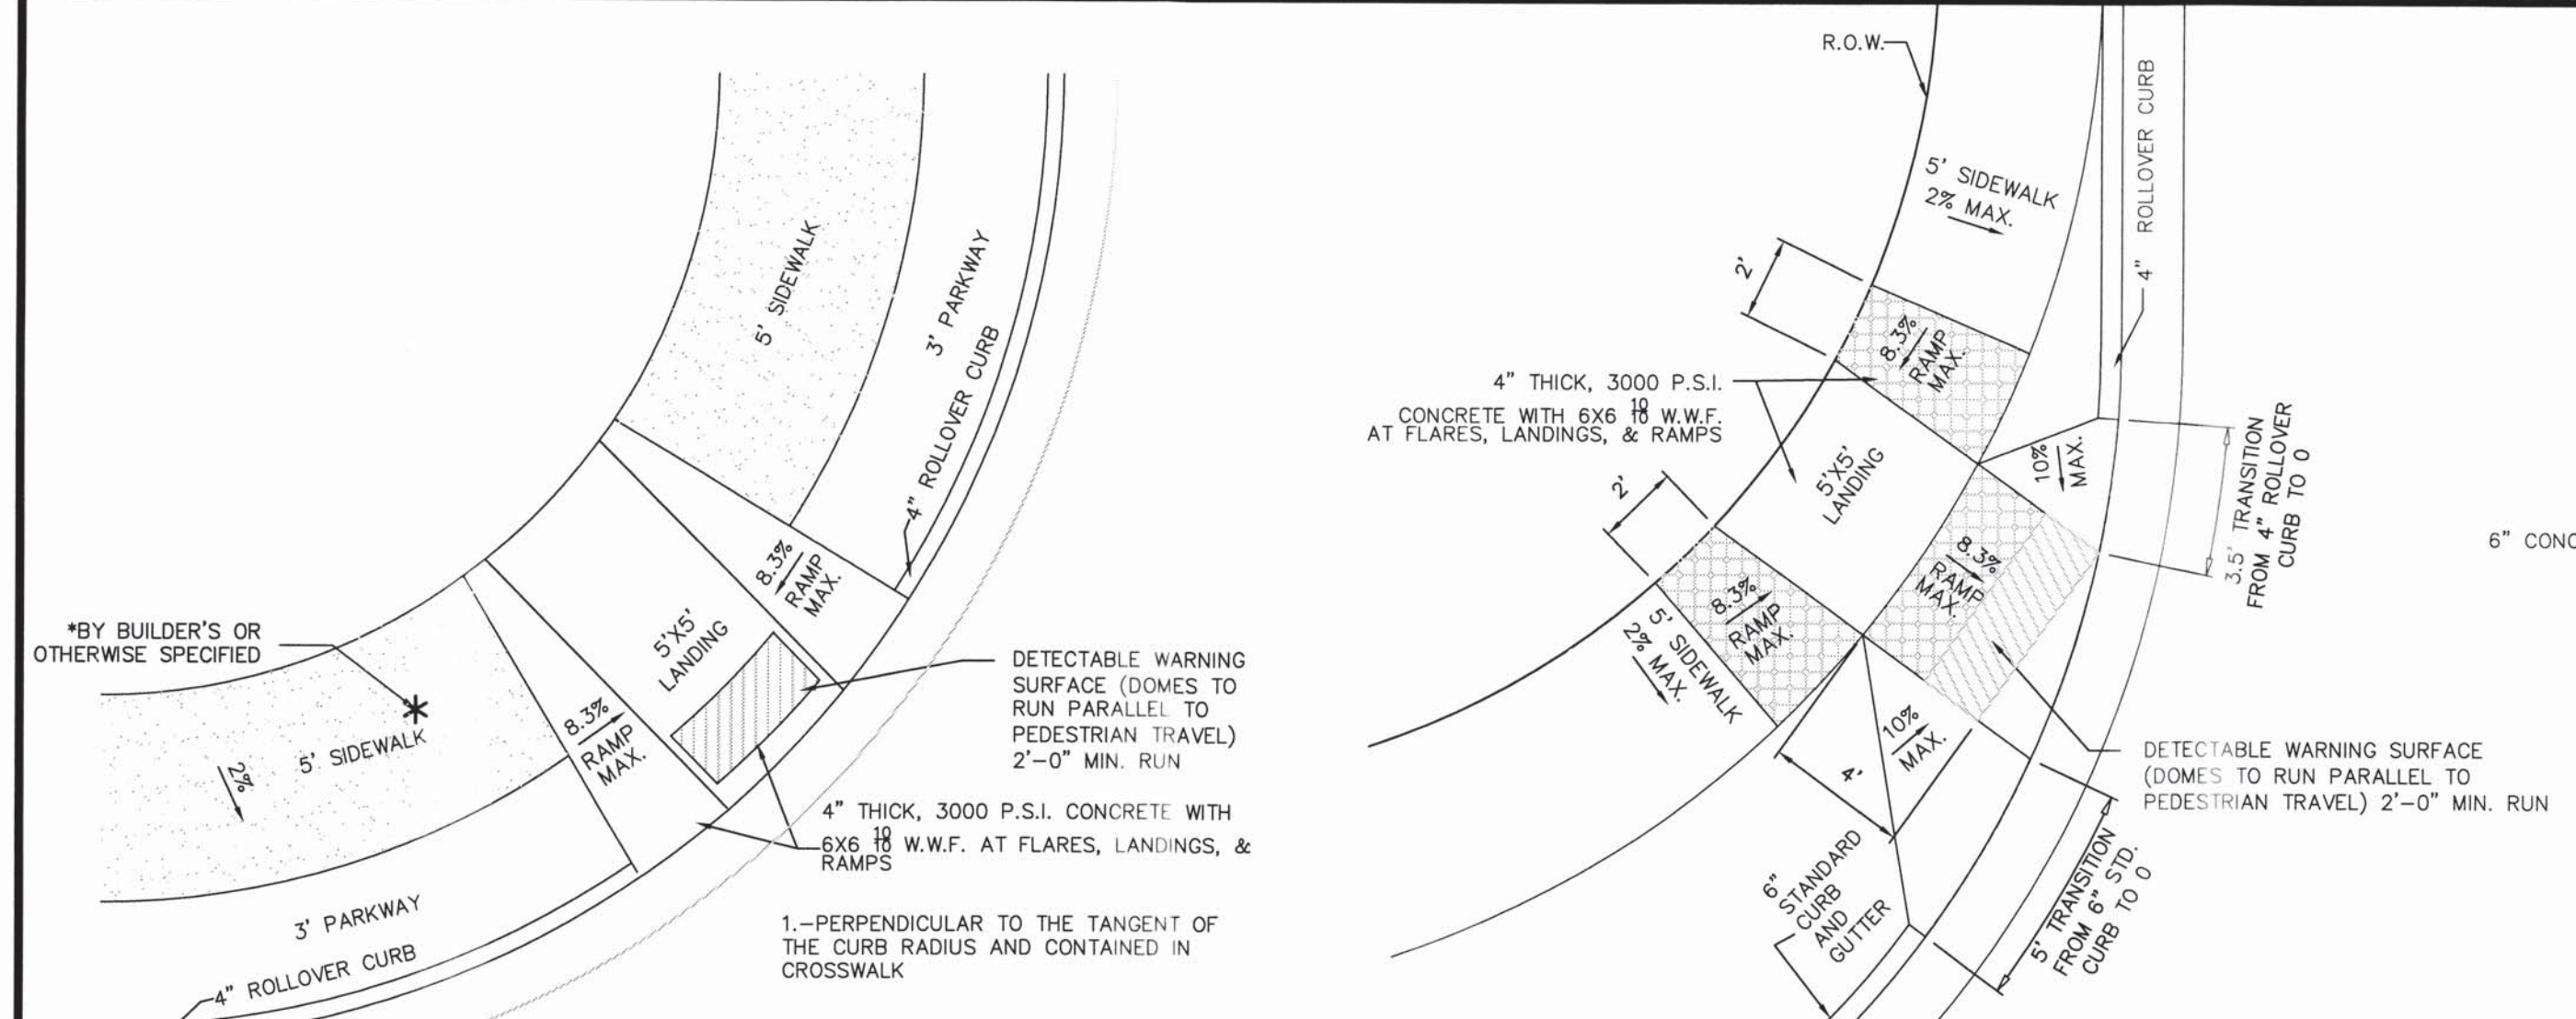 5' SIDEWALK
3' PARKWAY
4" ROLLOVER CURB
8.3%
RAMP
MAX.
5'X5'
LANDING
*BY BUILDER'S OR
OTHERWISE SPECIFIED
*
5' SIDEWALK
2%
8.3%
RAMP
MAX.
3' PARKWAY
4" ROLLOVER CURB
DETECTABLE WARNING
SURFACE (DOMES TO
RUN PARALLEL TO
PEDESTRIAN TRAVEL)
2'-0" MIN. RUN
4" THICK, 3000 P.S.I. CONCRETE WITH
6X6 10/10 W.W.F. AT FLARES, LANDINGS, &
RAMPS
1.-PERPENDICULAR TO THE TANGENT OF
THE CURB RADIUS AND CONTAINED IN
CROSSWALK
R.O.W.
5' SIDEWALK
2% MAX.
4" ROLLOVER CURB
2'
8.3%
RAMP
MAX.
4" THICK, 3000 P.S.I.
CONCRETE WITH 6X6 10/10 W.W.F.
AT FLARES, LANDINGS, & RAMPS
5'X5'
LANDING
10%
MAX.
3.5' TRANSITION
FROM 4" ROLLOVER
CURB TO 0
2'
8.3%
RAMP
MAX.
8.3%
RAMP
MAX.
5' SIDEWALK
2% MAX.
10%
MAX.
4'
DETECTABLE WARNING SURFACE
(DOMES TO RUN PARALLEL TO
PEDESTRIAN TRAVEL) 2'-0" MIN. RUN
6"
STANDARD
CURB
AND
GUTTER
5' TRANSITION
FROM 6" STD.
CURB TO 0
6" CONC